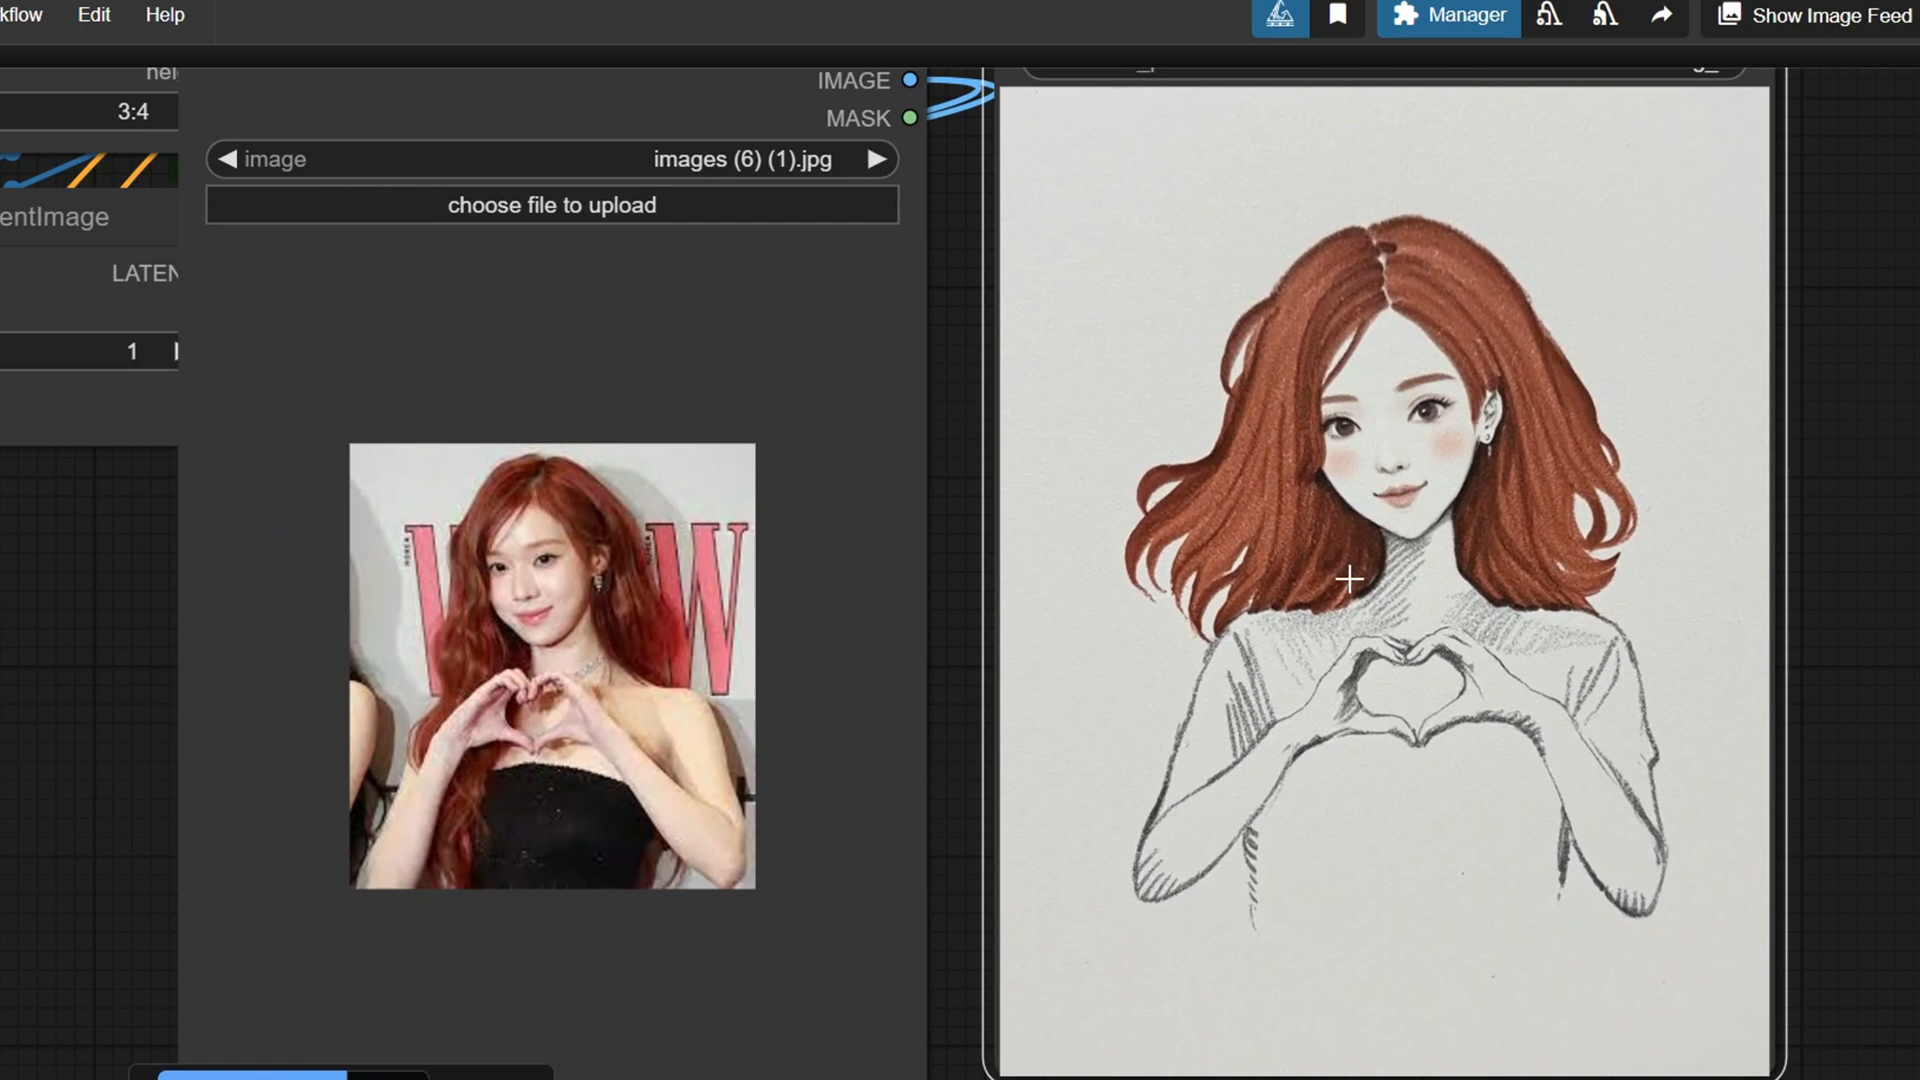 kflow Edit Help
Manager
Show Image Feed
IMAGE
3:4
MASK
image images (6) (1).jpg
choose file to upload
entImage
LATEN
1
W W
KOREA